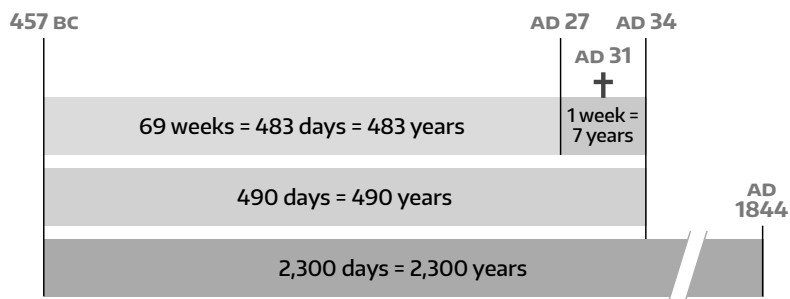 457 BC
AD 27
AD 34
AD 31
69 weeks = 483 days = 483 years
1 week =
7 years
490 days = 490 years
AD
1844
2,300 days = 2,300 years